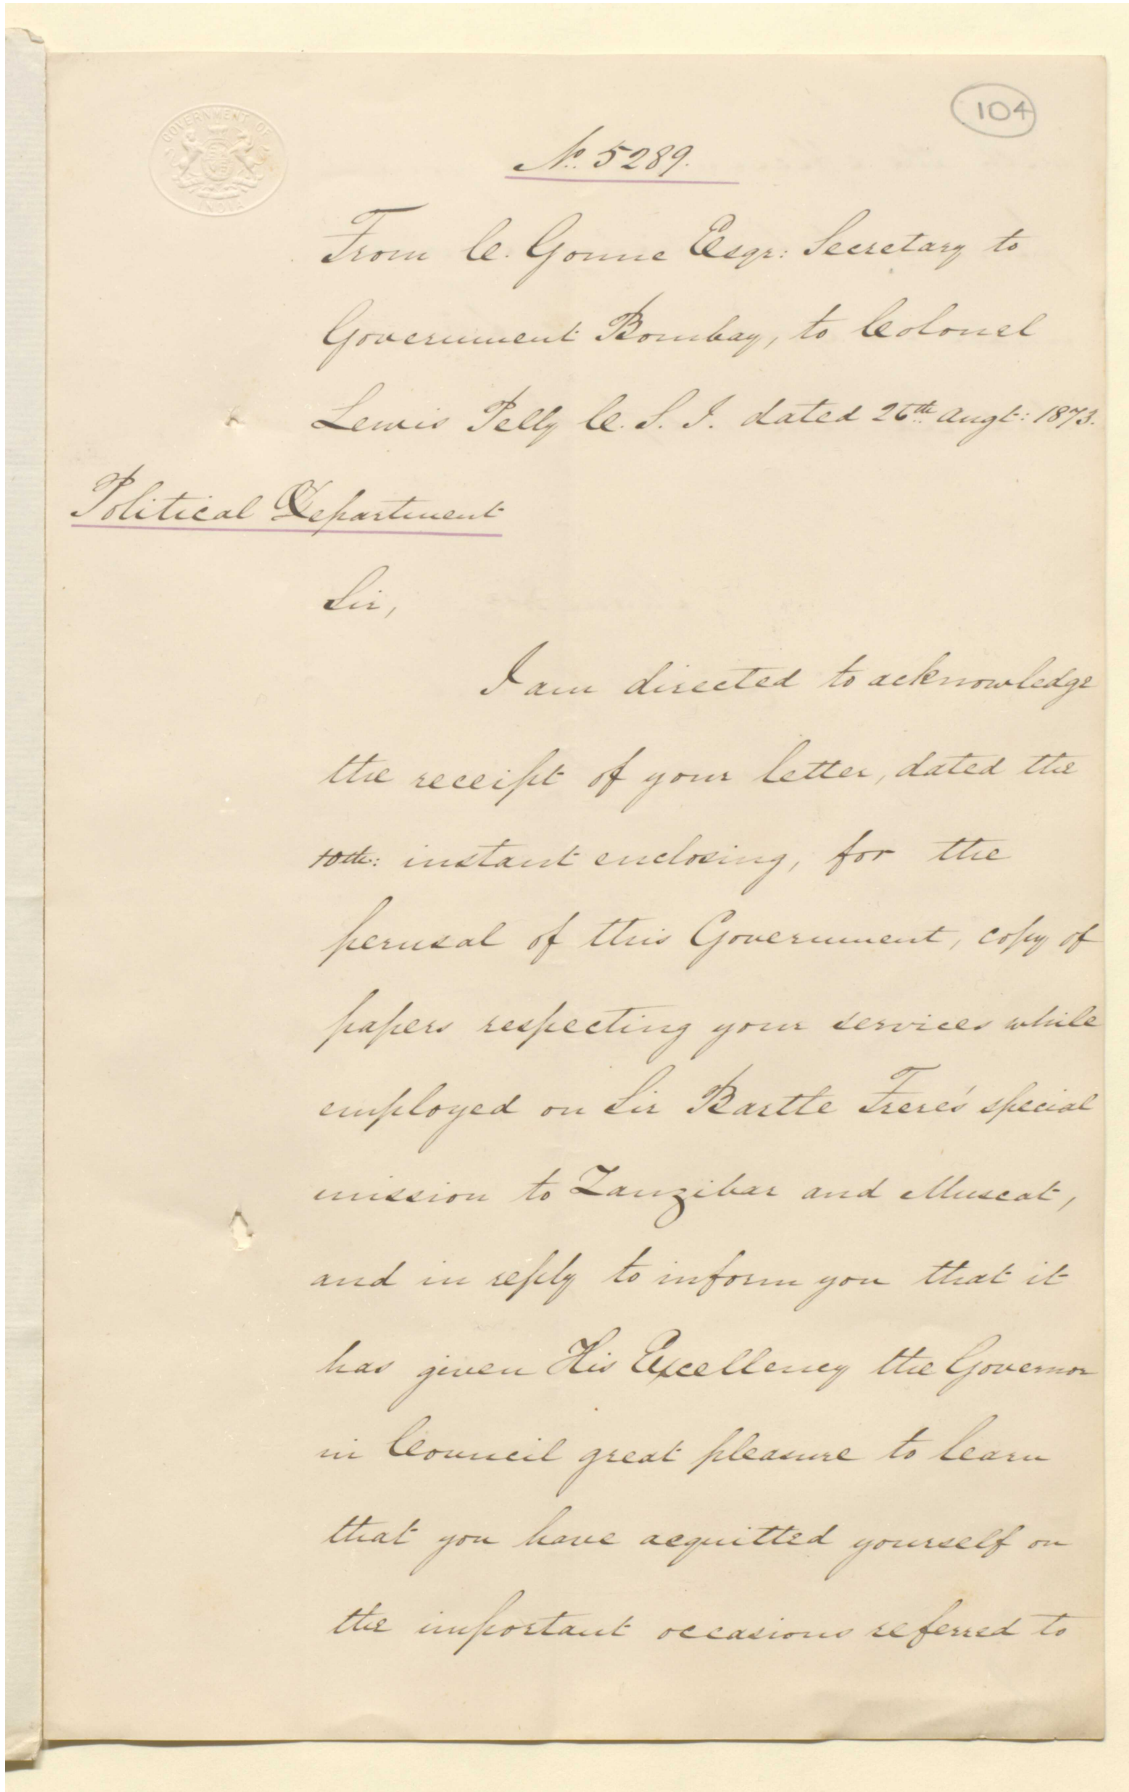 104
GOVERNMENT OF
INDIA
No. 5289.
From C. Gonne Esqr: Secretary to
Government Bombay, to Colonel
Lewis Pelly C. S. I. dated 26th Augt: 1873.
Political Department
Sir,
I am directed to acknowledge
the receipt of your letter, dated the
10th: instant enclosing, for the
perusal of this Government, copy of
papers respecting your services while
employed on Sir Bartle Frere's special
mission to Zanzibar and Muscat,
and in reply to inform you that it
has given His Excellency the Governor
in Council great pleasure to learn
that you have acquitted yourself on
the important occasions referred to